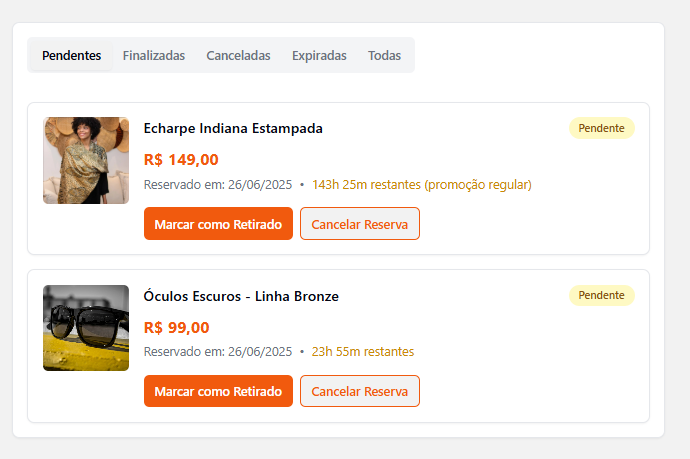 Pendentes Finalizadas Canceladas Expiradas Todas
Echarpe Indiana Estampada Pendente
R$ 149,00
Reservado em: 26/06/2025 • 143h 25m restantes (promoção regular)
Marcar como Retirado Cancelar Reserva
Óculos Escuros - Linha Bronze Pendente
R$ 99,00
Reservado em: 26/06/2025 • 23h 55m restantes
Marcar como Retirado Cancelar Reserva